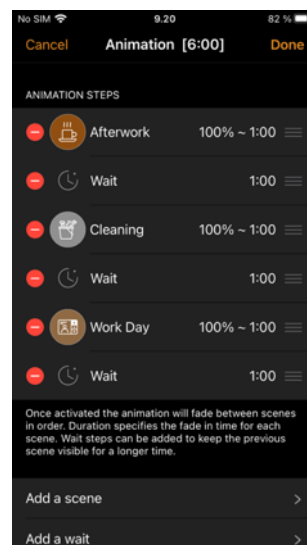 No SIM 9.20 82 %
Cancel Animation [6:00] Done
ANIMATION STEPS
Afterwork 100% ~ 1:00
Wait 1:00
Cleaning 100% ~ 1:00
Wait 1:00
Work Day 100% ~ 1:00
Wait 1:00
Once activated the animation will fade between scenes
in order. Duration specifies the fade in time for each
scene. Wait steps can be added to keep the previous
scene visible for a longer time.
Add a scene
Add a wait